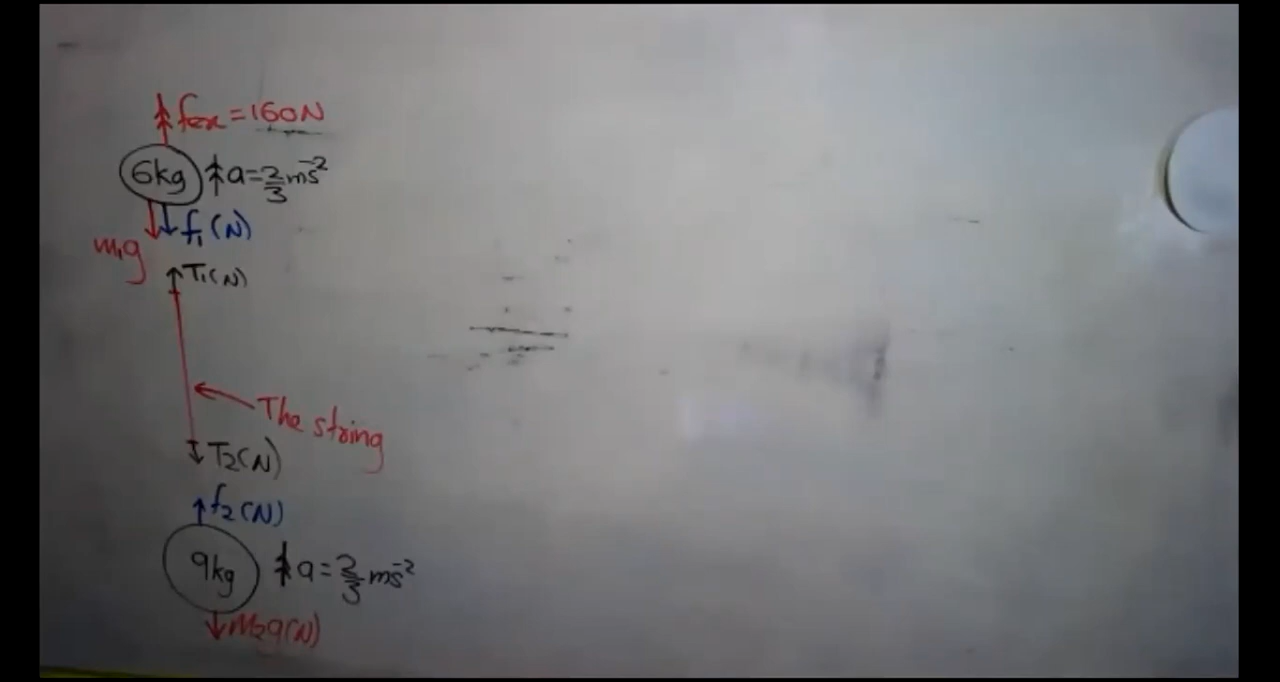 fex = 160N
6kg a = 2/3 ms⁻²
f₁(N)
m₁g
T₁(N)
The string
T₂(N)
f₂(N)
9kg a = 2/3 ms⁻²
m₂g(N)